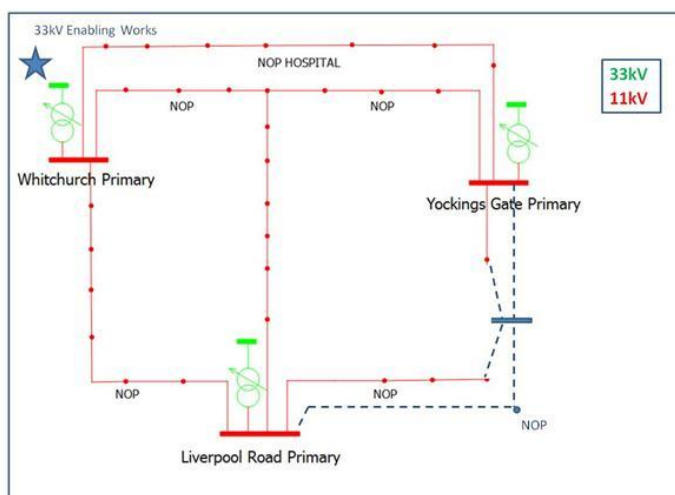 33kV Enabling Works
NOP HOSPITAL
33kV
11kV
NOP
NOP
Whitchurch Primary
Yockings Gate Primary
NOP
NOP
NOP
Liverpool Road Primary